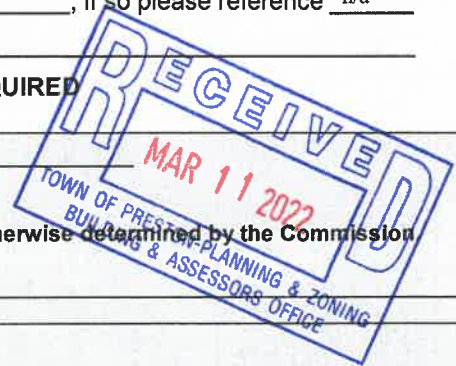 , if so please reference n/a
QUIRED
RECEIVED
MAR 11 2022
TOWN OF PRESTON-PLANNING & ZONING
BUILDING & ASSESSORS OFFICE
herwise determined by the Commission